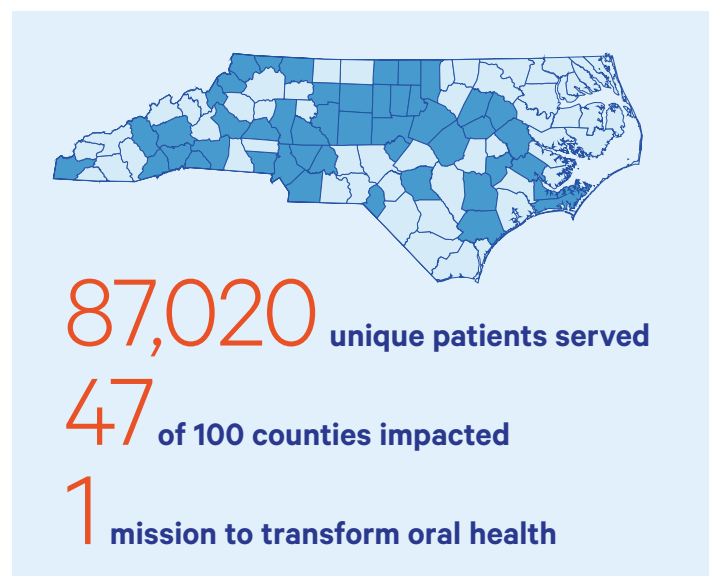 87,020 unique patients served
47 of 100 counties impacted
1 mission to transform oral health